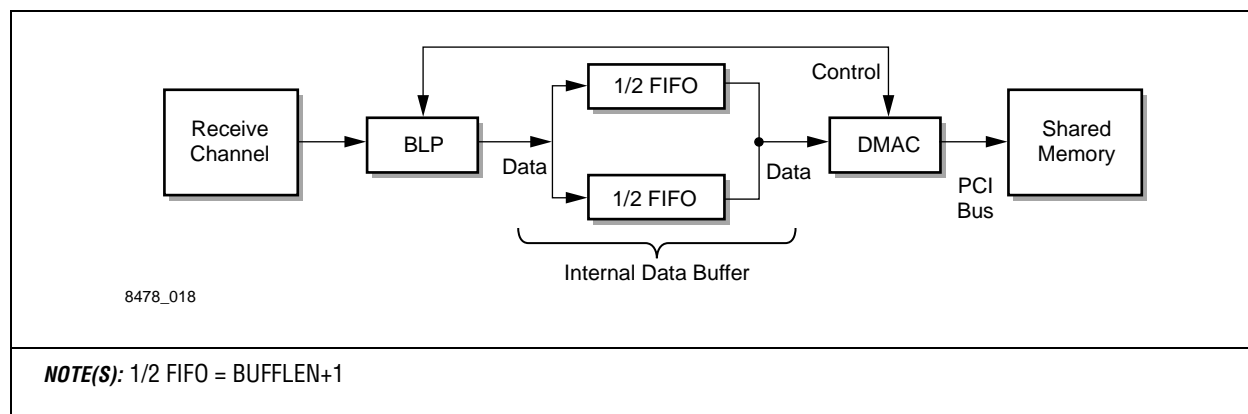 Control
1/2 FIFO
Receive
Channel
BLP
Data
Data
DMAC
Shared
Memory
1/2 FIFO
PCI
Bus
Internal Data Buffer
8478_018
NOTE(S): 1/2 FIFO = BUFFLEN+1